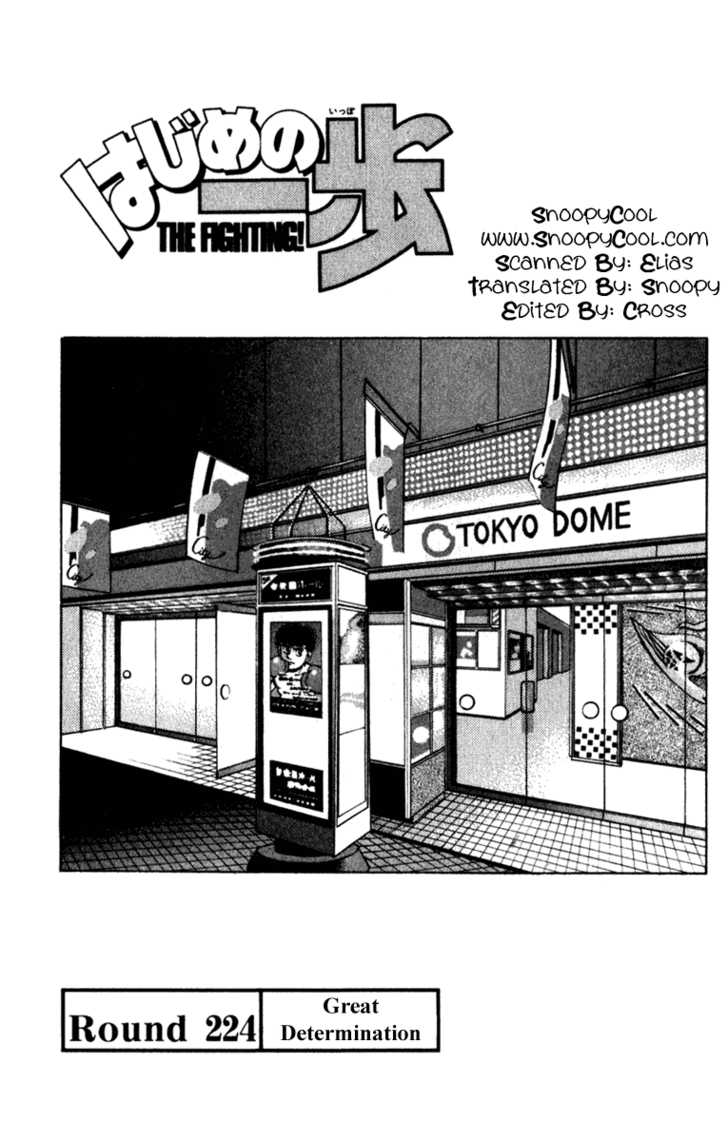 はじめの一歩
いっぽ
THE FIGHTING!
SNOOPYCOOL
WWW.SNOOPYCOOL.COM
SCANNED BY: ELIAS
TRANSLATED BY: SNOOPY
EDITED BY: CROSS
TOKYO DOME
Round 224
Great
Determination